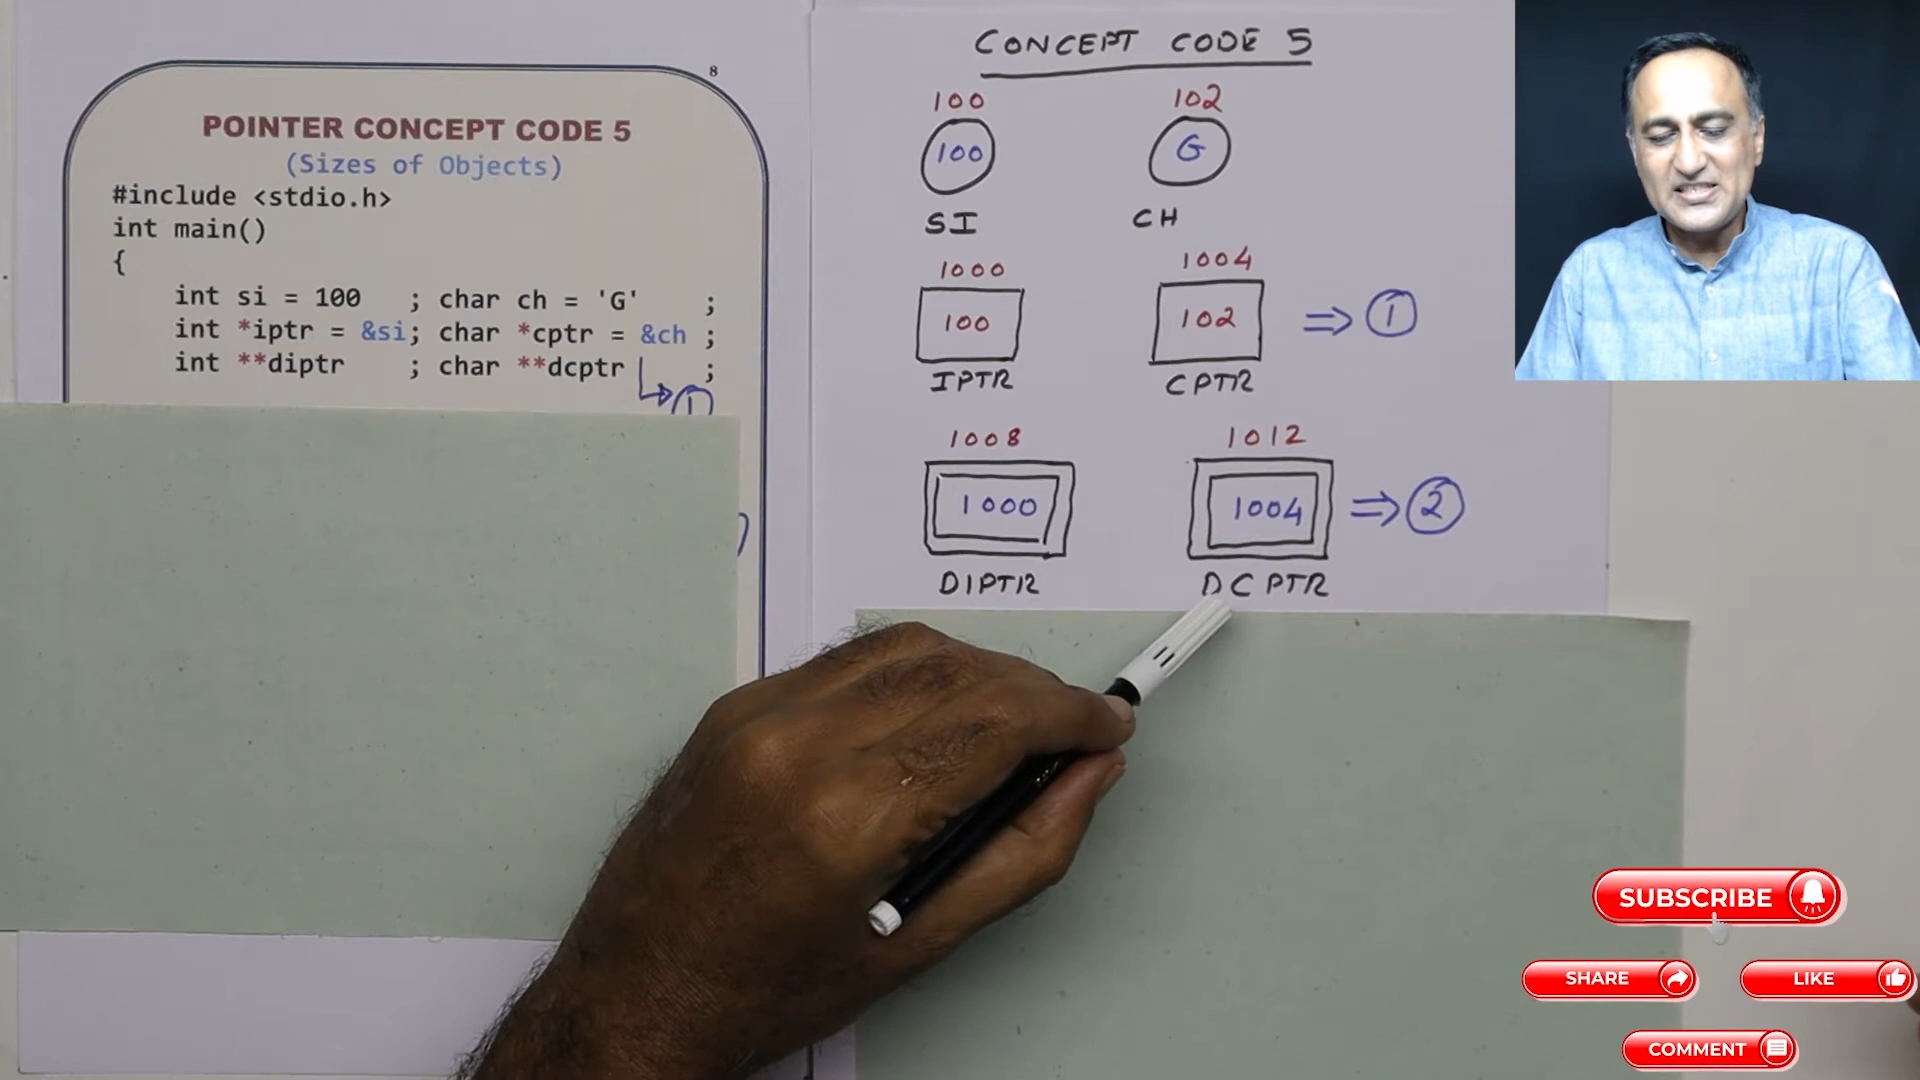 8
POINTER CONCEPT CODE 5
(Sizes of Objects)
#include <stdio.h>
int main()
{
int si = 100 ; char ch = 'G' ;
int *iptr = &si; char *cptr = &ch ;
int **diptr ; char **dcptr ;
1
CONCEPT CODE 5
100 102
100 G
SI CH
1000 1004
100 102 ⇒ 1
IPTR CPTR
1008 1012
1000 1004 ⇒ 2
DIPTR DCPTR
SUBSCRIBE
SHARE LIKE
COMMENT